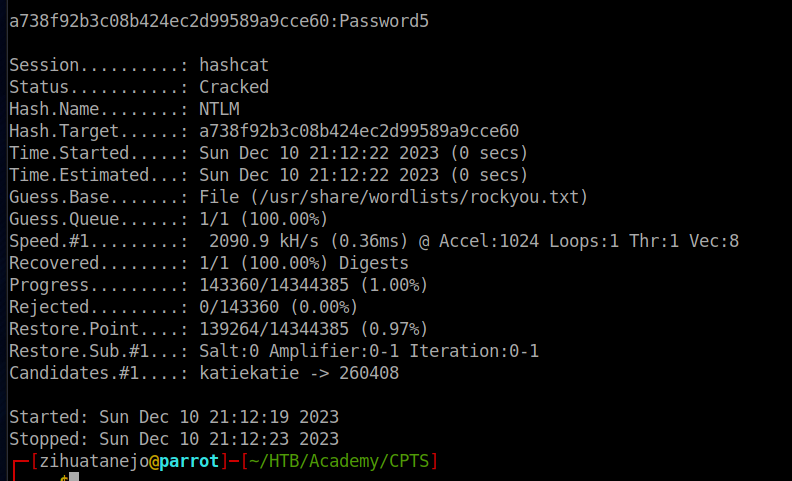 a738f92b3c08b424ec2d99589a9cce60:Password5
Session..........: hashcat
Status...........: Cracked
Hash.Name........: NTLM
Hash.Target......: a738f92b3c08b424ec2d99589a9cce60
Time.Started.....: Sun Dec 10 21:12:22 2023 (0 secs)
Time.Estimated...: Sun Dec 10 21:12:22 2023 (0 secs)
Guess.Base.......: File (/usr/share/wordlists/rockyou.txt)
Guess.Queue......: 1/1 (100.00%)
Speed.#1.........:  2090.9 kH/s (0.36ms) @ Accel:1024 Loops:1 Thr:1 Vec:8
Recovered........: 1/1 (100.00%) Digests
Progress.........: 143360/14344385 (1.00%)
Rejected.........: 0/143360 (0.00%)
Restore.Point....: 139264/14344385 (0.97%)
Restore.Sub.#1...: Salt:0 Amplifier:0-1 Iteration:0-1
Candidates.#1....: katiekatie -> 260408
Started: Sun Dec 10 21:12:19 2023
Stopped: Sun Dec 10 21:12:23 2023
┌─[zihuatanejo@parrot]─[~/HTB/Academy/CPTS]
$